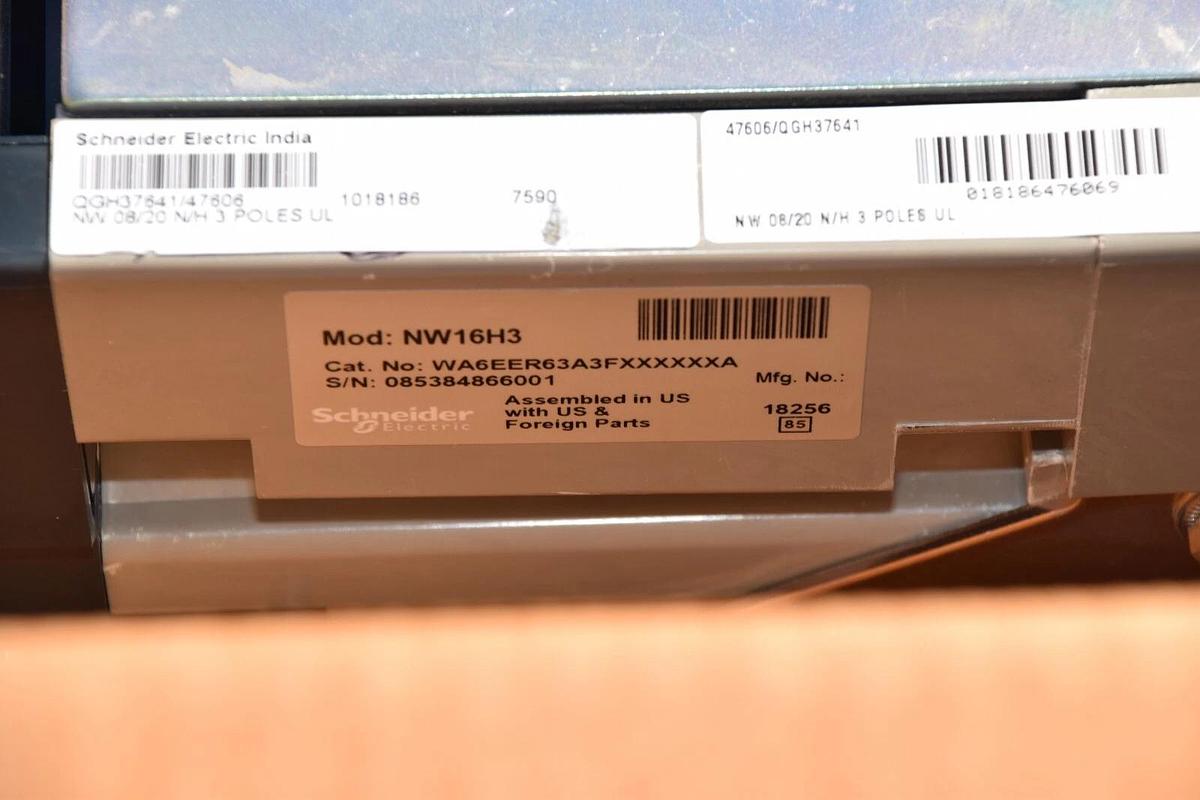 Schneider Electric India
QGH37641/47606 1018186 7590
NW 08/20 N/H 3 POLES UL
47606/QGH37641
018186476069
NW 08/20 N/H 3 POLES UL
Mod: NW16H3
Cat. No: WA6EER63A3FXXXXXXA
S/N: 085384866001
Mfg. No.:
18256
85
Schneider
Electric
Assembled in US
with US &
Foreign Parts